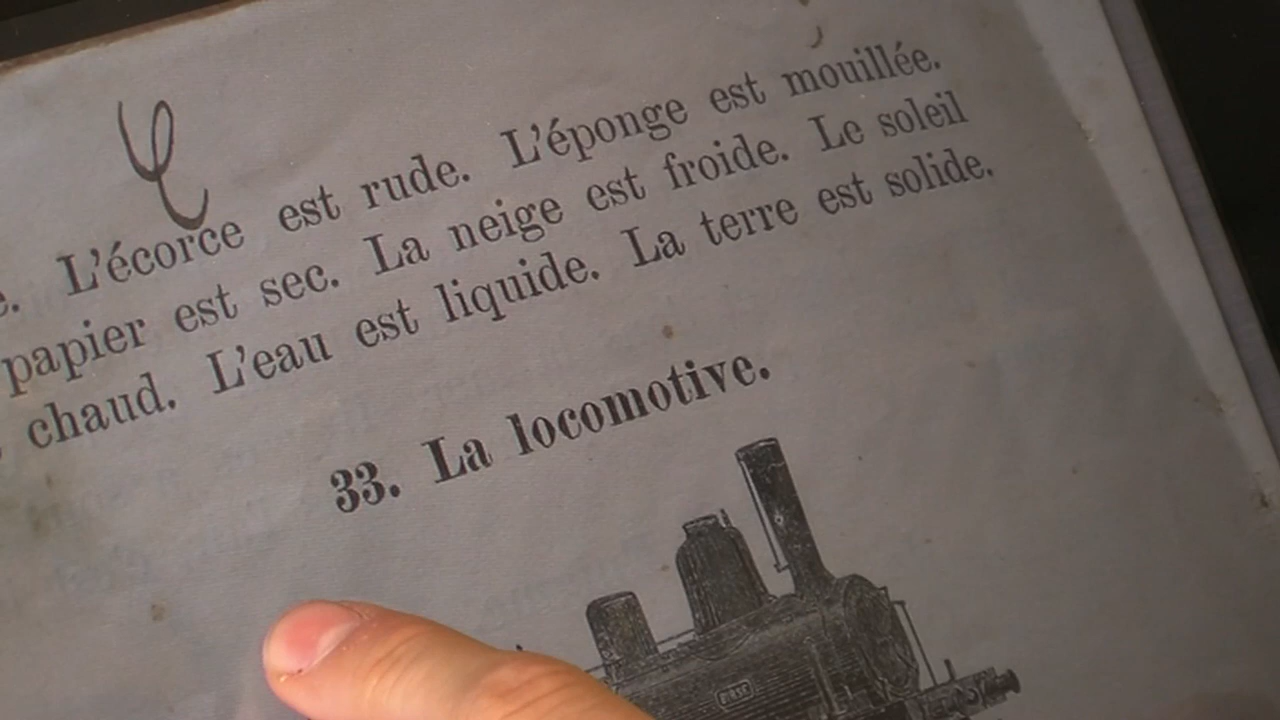 L'écorce est rude. L'éponge est mouillée.
papier est sec. La neige est froide. Le soleil
chaud. L'eau est liquide. La terre est solide.
33. La locomotive.